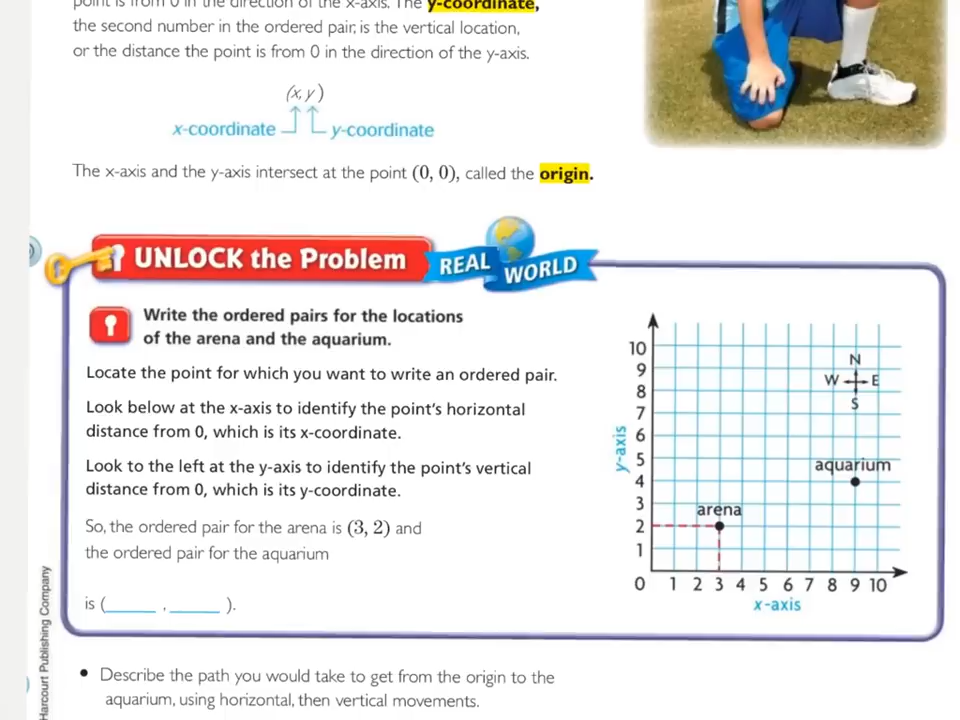 point is from 0 in the direction of the x-axis. The y-coordinate,
the second number in the ordered pair, is the vertical location,
or the distance the point is from 0 in the direction of the y-axis.
(x, y)
x-coordinate y-coordinate
The x-axis and the y-axis intersect at the point (0, 0), called the origin.
UNLOCK the Problem REAL WORLD
Write the ordered pairs for the locations
of the arena and the aquarium.
Locate the point for which you want to write an ordered pair.
Look below at the x-axis to identify the point's horizontal
distance from 0, which is its x-coordinate.
Look to the left at the y-axis to identify the point's vertical
distance from 0, which is its y-coordinate.
So, the ordered pair for the arena is (3, 2) and
the ordered pair for the aquarium
is (_____ , _____ ).
10
9
8
7
6
5
4
3
2
1
y-axis
N
W E
S
aquarium
arena
0 1 2 3 4 5 6 7 8 9 10
x-axis
Harcourt Publishing Company
• Describe the path you would take to get from the origin to the
aquarium, using horizontal, then vertical movements.